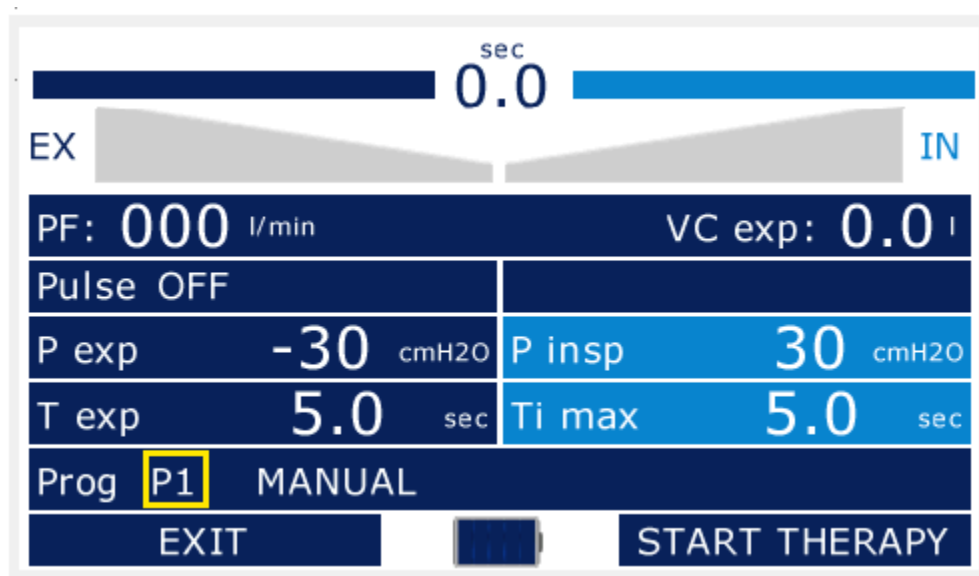 sec
0.0
EX IN
PF: 000 l/min VC exp: 0.0 l
Pulse OFF
P exp -30 cmH2O P insp 30 cmH2O
T exp 5.0 sec Ti max 5.0 sec
Prog P1 MANUAL
EXIT START THERAPY